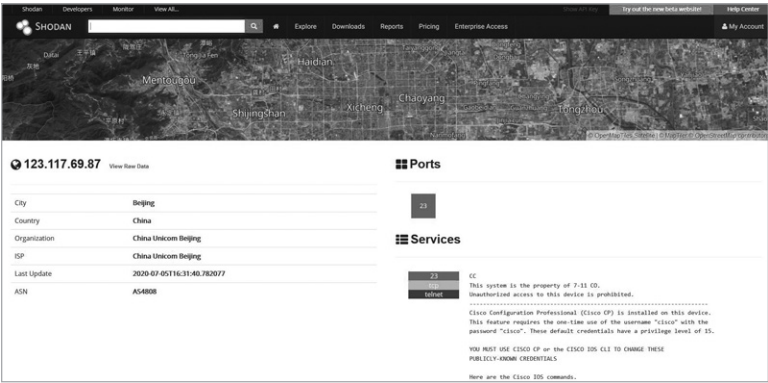 Shodan Developers Monitor View All...
Show API Key Try out the new beta website! Help Center
SHODAN Explore Downloads Reports Pricing Enterprise Access My Account
Mentougou
Haidian
Shijingshan
Xicheng
Chaoyang
Tongzhou
123.117.69.87 View Raw Data
City Beijing
Country China
Organization China Unicom Beijing
ISP China Unicom Beijing
Last Update 2020-07-05T16:31:40.782077
ASN AS4808
Ports
23
Services
23
tcp
telnet
CC
This system is the property of 7-11 CO.
Unauthorized access to this device is prohibited.
-----------------------------------------------------------------------
Cisco Configuration Professional (Cisco CP) is installed on this device.
This feature requires the one-time use of the username "cisco" with the
password "cisco". These default credentials have a privilege level of 15.
YOU MUST USE CISCO CP or the CISCO IOS CLI TO CHANGE THESE
PUBLICLY-KNOWN CREDENTIALS
Here are the Cisco IOS commands.